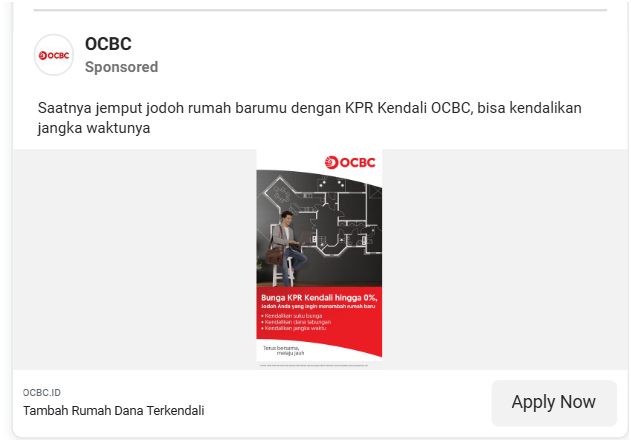 OCBC
OCBC
Sponsored
Saatnya jemput jodoh rumah barumu dengan KPR Kendali OCBC, bisa kendalikan
jangka waktunya
OCBC
Bunga KPR Kendali hingga 0%,
Jodoh Anda yang ingin menambah rumah baru
• Kendalikan suku bunga
• Kendalikan dana tabungan
• Kendalikan jangka waktu
Terus bersama,
melaju jauh
OCBC.ID
Tambah Rumah Dana Terkendali
Apply Now